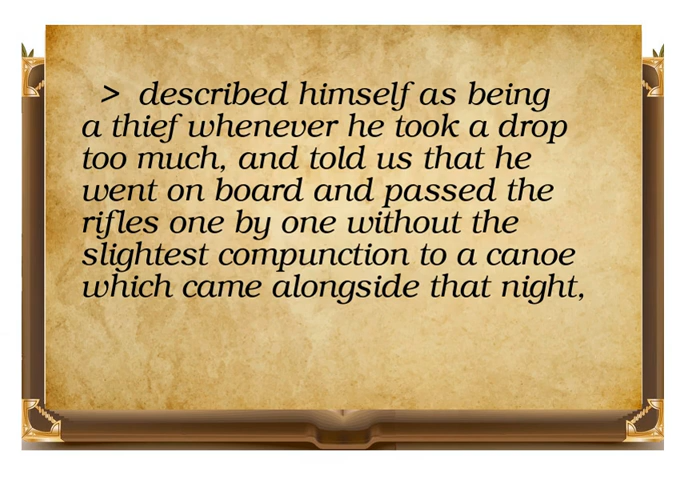 > described himself as being
a thief whenever he took a drop
too much, and told us that he
went on board and passed the
rifles one by one without the
slightest compunction to a canoe
which came alongside that night,